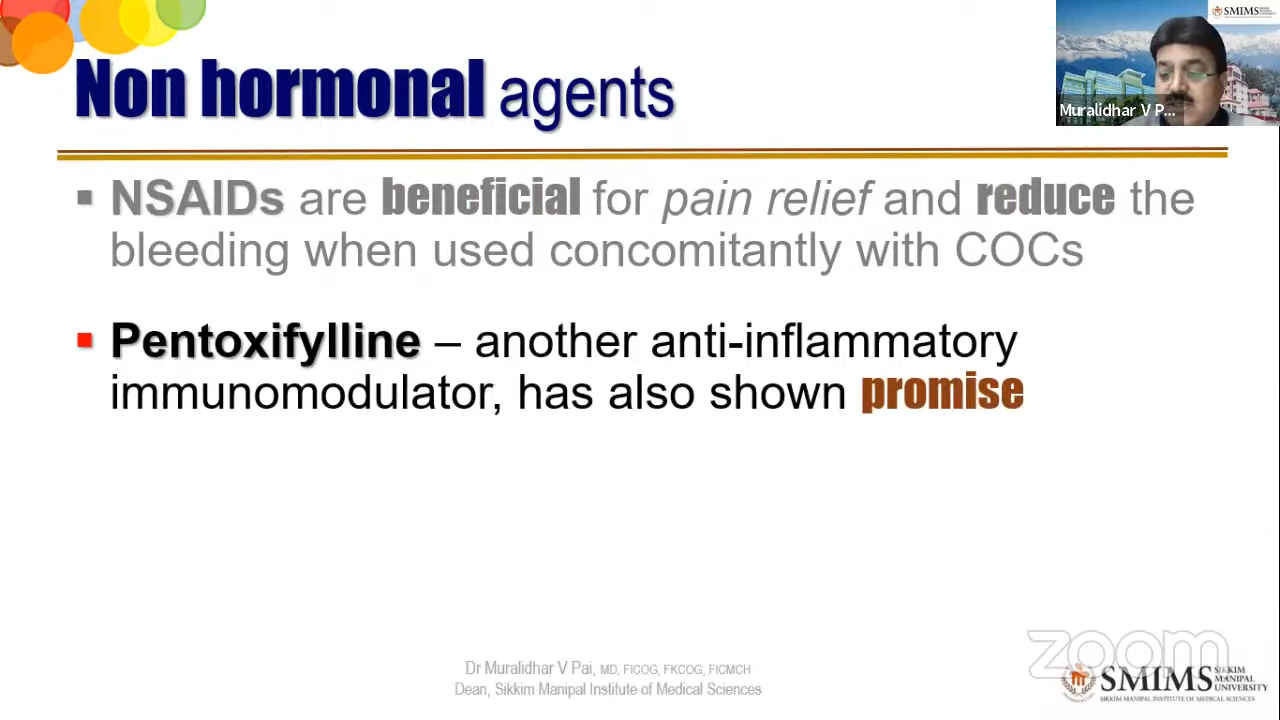 SMIMS
Non hormonal agents
Muralidhar V P...
▪ NSAIDs are beneficial for pain relief and reduce the
bleeding when used concomitantly with COCs
▪ Pentoxifylline – another anti-inflammatory
immunomodulator, has also shown promise
zoom
Dr Muralidhar V Pai, MD, FICOG, FKCOG, FICMCH
Dean, Sikkim Manipal Institute of Medical Sciences
SMIMS SIKKIM
MANIPAL
UNIVERSITY
SIKKIM MANIPAL INSTITUTE OF MEDICAL SCIENCES